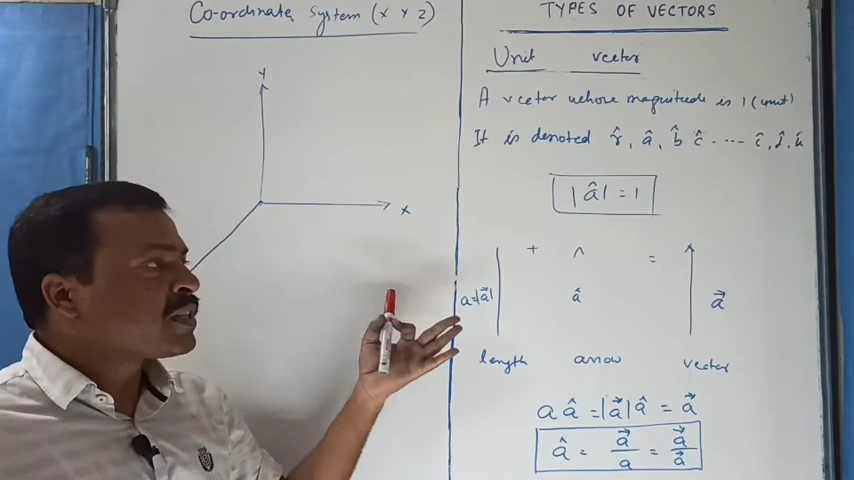 Co-ordinate system (X Y Z)
Y
X
TYPES OF VECTORS
Unit vector
A vector whose magnitude is 1 (unit)
It is denoted r̂, â, b̂ ĉ .... î, ĵ, k̂
|â| = 1
+ ^ =
a=|a⃗| â a⃗
length arrow vector
a â = |a⃗| â = a⃗
â = a⃗/a = a⃗/a⃗